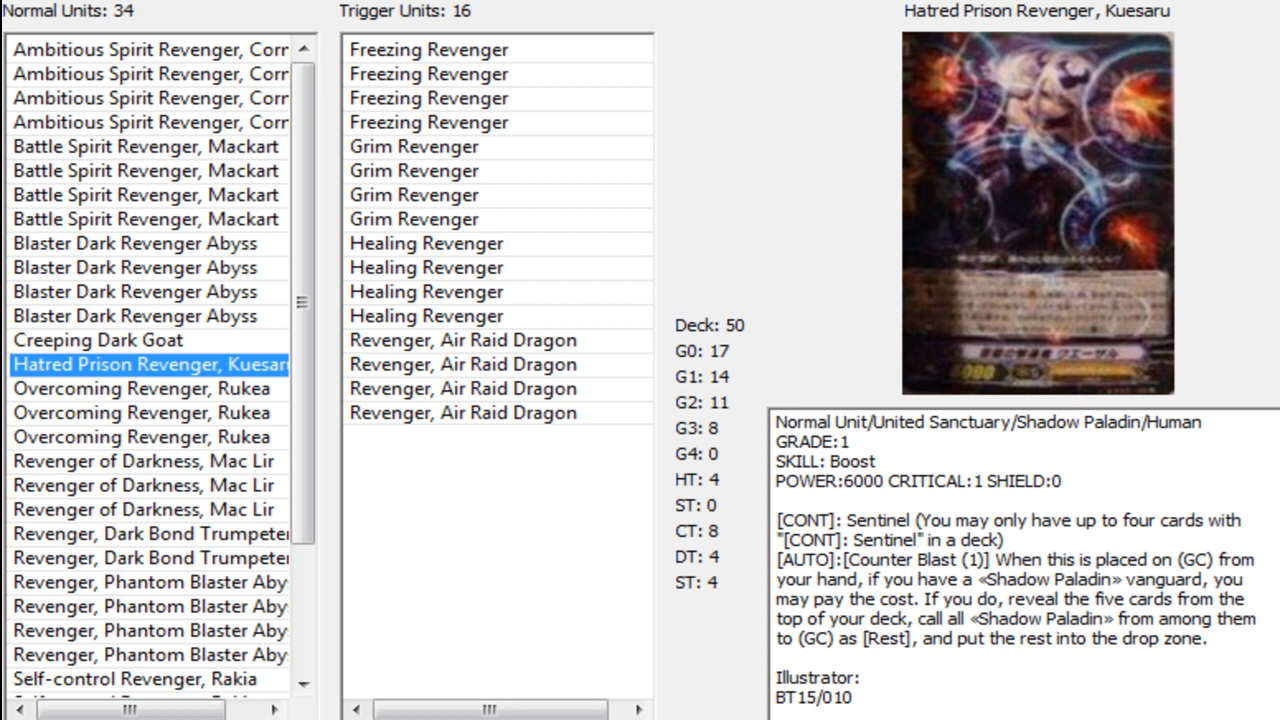 Normal Units: 34
Ambitious Spirit Revenger, Corr
Ambitious Spirit Revenger, Corr
Ambitious Spirit Revenger, Corr
Ambitious Spirit Revenger, Corr
Battle Spirit Revenger, Mackart
Battle Spirit Revenger, Mackart
Battle Spirit Revenger, Mackart
Battle Spirit Revenger, Mackart
Blaster Dark Revenger Abyss
Blaster Dark Revenger Abyss
Blaster Dark Revenger Abyss
Blaster Dark Revenger Abyss
Creeping Dark Goat
Hatred Prison Revenger, Kuesaru
Overcoming Revenger, Rukea
Overcoming Revenger, Rukea
Overcoming Revenger, Rukea
Revenger of Darkness, Mac Lir
Revenger of Darkness, Mac Lir
Revenger of Darkness, Mac Lir
Revenger, Dark Bond Trumpeter
Revenger, Dark Bond Trumpeter
Revenger, Phantom Blaster Aby
Revenger, Phantom Blaster Aby
Revenger, Phantom Blaster Aby
Revenger, Phantom Blaster Aby
Self-control Revenger, Rakia
Trigger Units: 16
Freezing Revenger
Freezing Revenger
Freezing Revenger
Freezing Revenger
Grim Revenger
Grim Revenger
Grim Revenger
Grim Revenger
Healing Revenger
Healing Revenger
Healing Revenger
Healing Revenger
Revenger, Air Raid Dragon
Revenger, Air Raid Dragon
Revenger, Air Raid Dragon
Revenger, Air Raid Dragon
Deck: 50
G0: 17
G1: 14
G2: 11
G3: 8
G4: 0
HT: 4
ST: 0
CT: 8
DT: 4
ST: 4
Hatred Prison Revenger, Kuesaru
6000
Normal Unit/United Sanctuary/Shadow Paladin/Human
GRADE:1
SKILL: Boost
POWER:6000 CRITICAL:1 SHIELD:0
[CONT]: Sentinel (You may only have up to four cards with
"[CONT]: Sentinel" in a deck)
[AUTO]:[Counter Blast (1)] When this is placed on (GC) from
your hand, if you have a «Shadow Paladin» vanguard, you
may pay the cost. If you do, reveal the five cards from the
top of your deck, call all «Shadow Paladin» from among them
to (GC) as [Rest], and put the rest into the drop zone.
Illustrator:
BT15/010